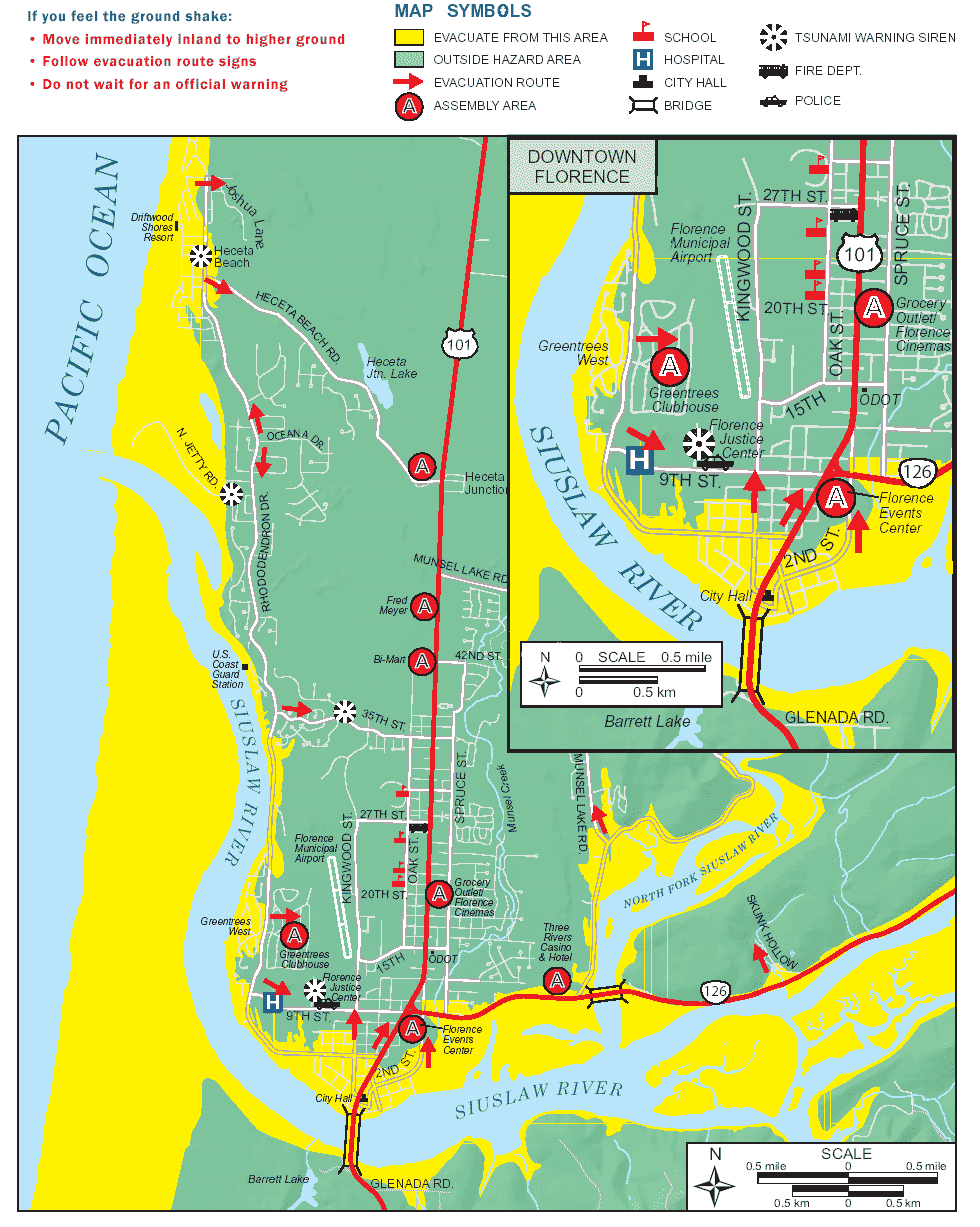 If you feel the ground shake:
• Move immediately inland to higher ground
• Follow evacuation route signs
• Do not wait for an official warning
MAP SYMBOLS
EVACUATE FROM THIS AREA
OUTSIDE HAZARD AREA
EVACUATION ROUTE
A
ASSEMBLY AREA
SCHOOL
H
HOSPITAL
CITY HALL
BRIDGE
TSUNAMI WARNING SIREN
FIRE DEPT.
POLICE
PACIFIC OCEAN
Joshua Lane
Driftwood
Shores
Resort
Heceta
Beach
HECETA BEACH RD.
101
Heceta
Jtn. Lake
OCEANA DR.
N. JETTY RD.
A
Heceta
Junction
RHODODENDRON DR.
MUNSEL LAKE RD
Fred
Meyer
A
Bi-Mart
A
42ND ST.
U.S.
Coast
Guard
Station
SIUSLAW RIVER
35TH ST.
SPRUCE ST.
Munsel Creek
27TH ST.
Florence
Municipal
Airport
KINGWOOD ST.
OAK ST.
20TH ST.
A
Grocery
Outlet/
Florence
Cinemas
Greentrees
West
A
Greentrees
Clubhouse
15TH
ODOT
Florence
Justice
Center
H
9TH ST.
A
Florence
Events
Center
2ND ST.
City Hall
Barrett Lake
GLENADA RD.
SIUSLAW RIVER
Three
Rivers
Casino
& Hotel
A
126
MUNSEL LAKE RD.
NORTH FORK SIUSLAW RIVER
SKUNK HOLLOW
N
SCALE
0.5 mile
0
0.5 mile
0.5 km
0
0.5 km
DOWNTOWN
FLORENCE
27TH ST.
Florence
Municipal
Airport
KINGWOOD ST.
101
SPRUCE ST.
20TH ST.
OAK ST.
A
Grocery
Outlet/
Florence
Cinemas
Greentrees
West
A
Greentrees
Clubhouse
15TH
ODOT
Florence
Justice
Center
H
9TH ST.
126
A
Florence
Events
Center
2ND ST.
SIUSLAW RIVER
City Hall
N
0
SCALE
0.5 mile
0
0.5 km
Barrett Lake
GLENADA RD.